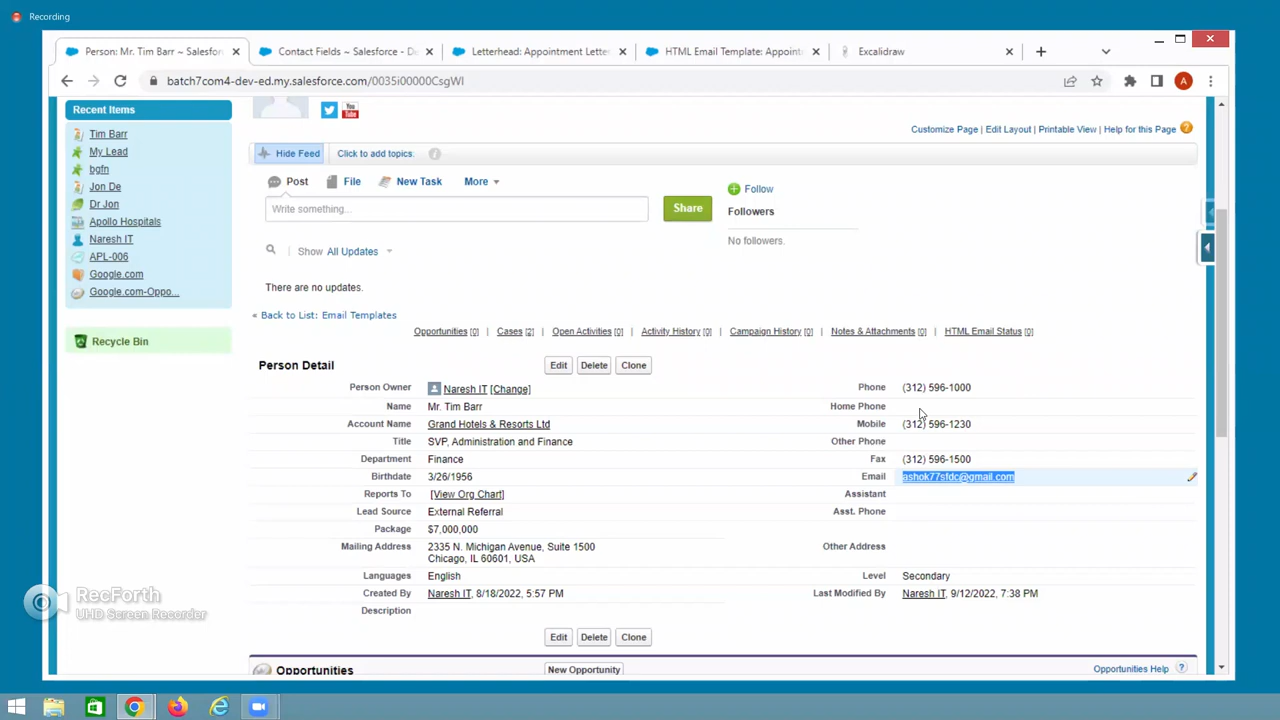 Recording
Person: Mr. Tim Barr ~ Salesfor
Contact Fields ~ Salesforce - De
Letterhead: Appointment Lette
HTML Email Template: Appoint
Excalidraw
batch7com4-dev-ed.my.salesforce.com/0035i00000CsgWl
A
Recent Items
Tim Barr
My Lead
bgfn
Jon De
Dr Jon
Apollo Hospitals
Naresh IT
APL-006
Google.com
Google.com-Oppo...
Recycle Bin
You Tube
Customize Page | Edit Layout | Printable View | Help for this Page
Hide Feed Click to add topics:
Post File New Task More
Write something...
Share
Follow
Followers
No followers.
Show All Updates
There are no updates.
« Back to List: Email Templates
Opportunities [0] Cases [2] Open Activities [0] Activity History [0] Campaign History [0] Notes & Attachments [0] HTML Email Status [0]
Person Detail Edit Delete Clone
Person Owner Naresh IT [Change] Phone (312) 596-1000
Name Mr. Tim Barr Home Phone
Account Name Grand Hotels & Resorts Ltd Mobile (312) 596-1230
Title SVP, Administration and Finance Other Phone
Department Finance Fax (312) 596-1500
Birthdate 3/26/1956 Email ashok77sfdc@gmail.com
Reports To [View Org Chart] Assistant
Lead Source External Referral Asst. Phone
Package $7,000,000
Mailing Address 2335 N. Michigan Avenue, Suite 1500 Other Address
Chicago, IL 60601, USA
Languages English Level Secondary
Created By Naresh IT, 8/18/2022, 5:57 PM Last Modified By Naresh IT, 9/12/2022, 7:38 PM
Description
Edit Delete Clone
Opportunities New Opportunity Opportunities Help ?
RecForth
UHD Screen Recorder